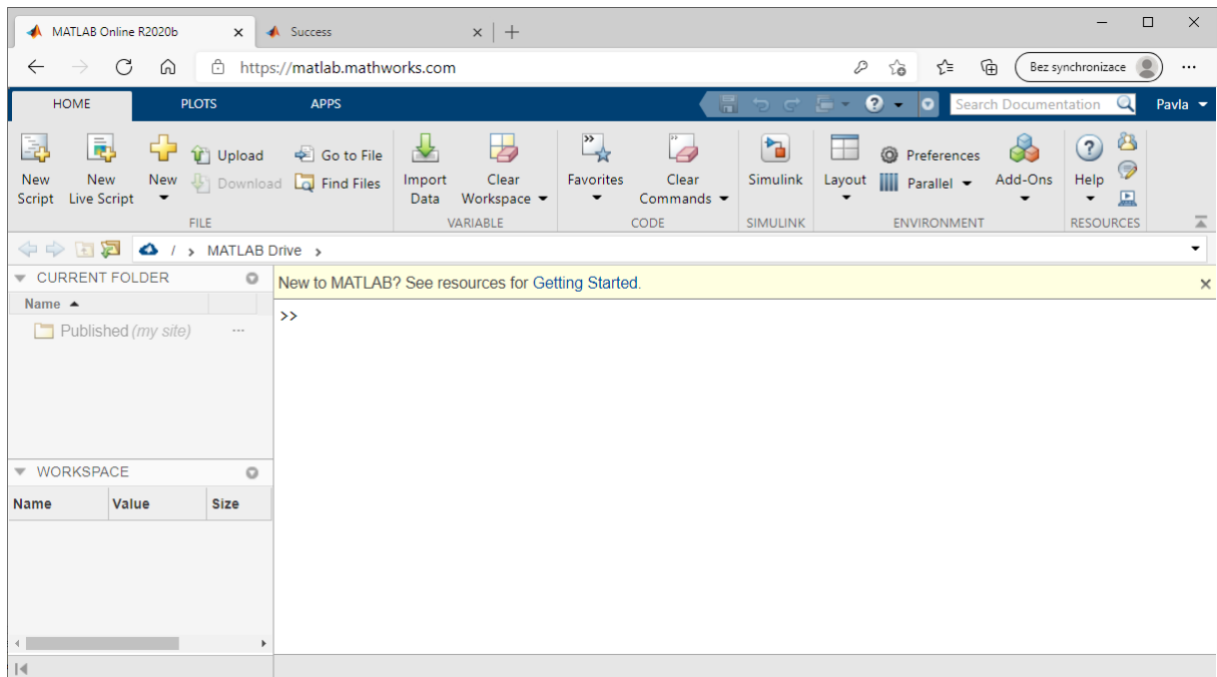 MATLAB Online R2020b
Success
https://matlab.mathworks.com
Bez synchronizace
HOME PLOTS APPS
Search Documentation
Pavla
New Script
New Live Script
New
Upload
Download
Go to File
Find Files
FILE
Import Data
Clear Workspace
VARIABLE
Favorites
Clear Commands
CODE
Simulink
SIMULINK
Layout
Preferences
Parallel
Add-Ons
ENVIRONMENT
Help
RESOURCES
/ > MATLAB Drive >
CURRENT FOLDER
Name
Published (my site)
New to MATLAB? See resources for Getting Started.
>>
WORKSPACE
Name Value Size